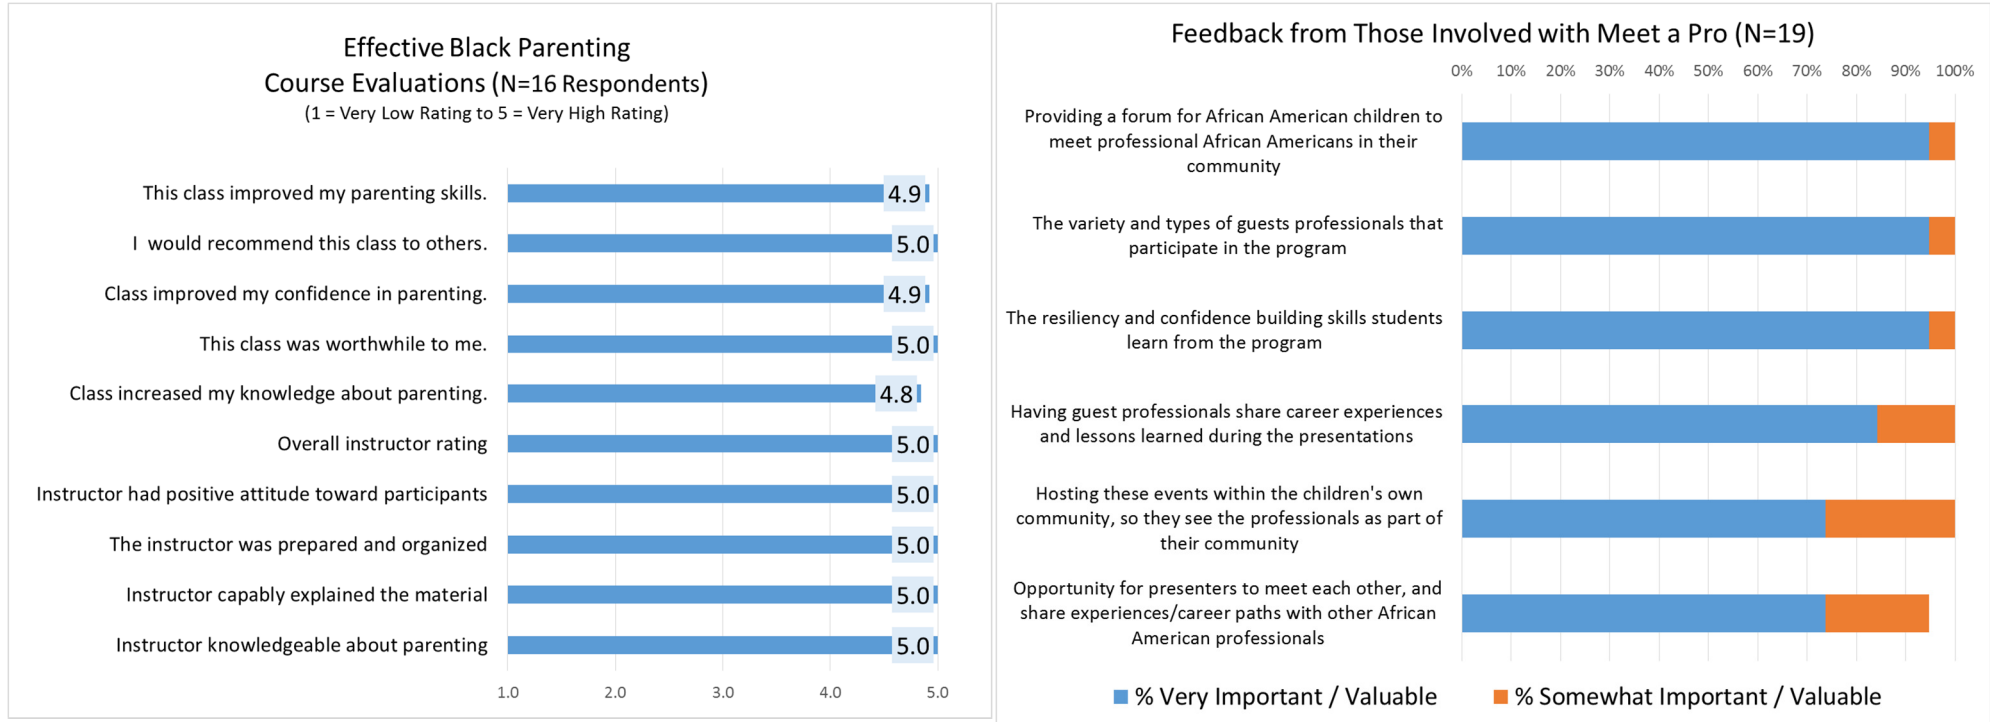 Effective Black Parenting
Course Evaluations (N=16 Respondents)
(1 = Very Low Rating to 5 = Very High Rating)
This class improved my parenting skills.
4.9
I  would recommend this class to others.
5.0
Class improved my confidence in parenting.
4.9
This class was worthwhile to me.
5.0
Class increased my knowledge about parenting.
4.8
Overall instructor rating
5.0
Instructor had positive attitude toward participants
5.0
The instructor was prepared and organized
5.0
Instructor capably explained the material
5.0
Instructor knowledgeable about parenting
5.0
1.0 2.0 3.0 4.0 5.0
Feedback from Those Involved with Meet a Pro (N=19)
0% 10% 20% 30% 40% 50% 60% 70% 80% 90% 100%
Providing a forum for African American children to
meet professional African Americans in their
community
The variety and types of guests professionals that
participate in the program
The resiliency and confidence building skills students
learn from the program
Having guest professionals share career experiences
and lessons learned during the presentations
Hosting these events within the children's own
community, so they see the professionals as part of
their community
Opportunity for presenters to meet each other, and
share experiences/career paths with other African
American professionals
% Very Important / Valuable
% Somewhat Important / Valuable